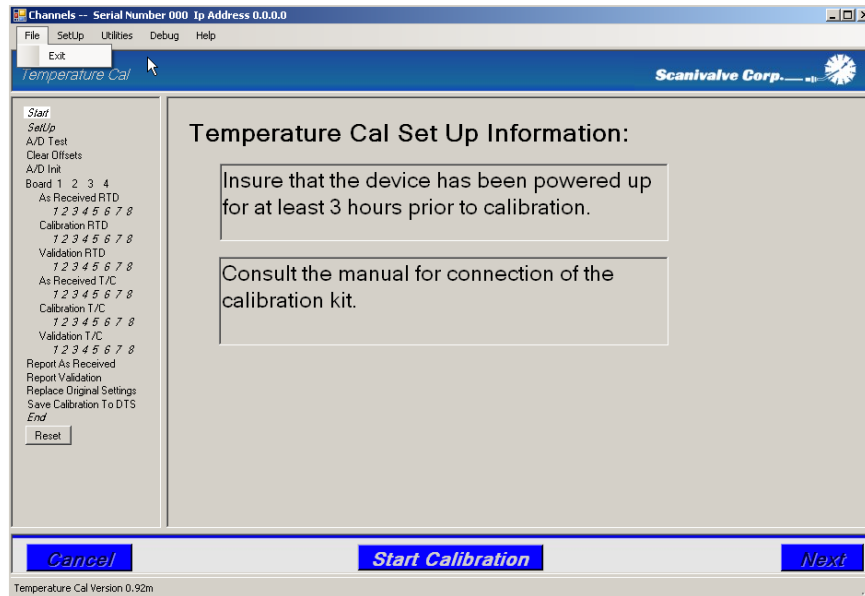 Channels -- Serial Number 000 Ip Address 0.0.0.0
File SetUp Utilities Debug Help
Exit
Temperature Cal
Scanivalve Corp.
Start
SetUp
A/D Test
Clear Offsets
A/D Init
Board 1 2 3 4
As Received RTD
1 2 3 4 5 6 7 8
Calibration RTD
1 2 3 4 5 6 7 8
Validation RTD
1 2 3 4 5 6 7 8
As Received T/C
1 2 3 4 5 6 7 8
Calibration T/C
1 2 3 4 5 6 7 8
Validation T/C
1 2 3 4 5 6 7 8
Report As Received
Report Validation
Replace Original Settings
Save Calibration To DTS
End
Reset
Temperature Cal Set Up Information:
Insure that the device has been powered up
for at least 3 hours prior to calibration.
Consult the manual for connection of the
calibration kit.
Cancel
Start Calibration
Next
Temperature Cal Version 0.92m